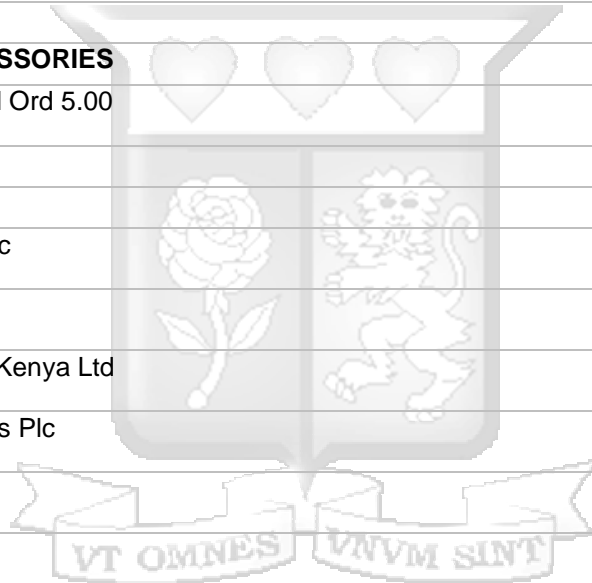 SSORIES
Ord 5.00
c
Kenya Ltd
s Plc
VT OMNES VNVM SINT